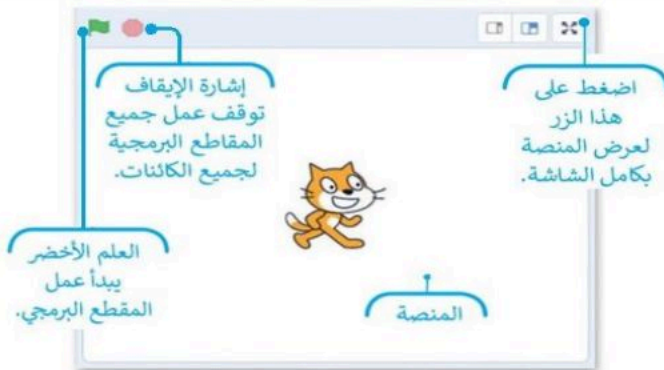 إشارة الإيقاف
توقف عمل جميع
المقاطع البرمجية
لجميع الكائنات.
اضغط على
هذا الزر
لعرض المنصة
بكامل الشاشة.
العلم الأخضر
يبدأ عمل
المقطع البرمجي.
المنصة